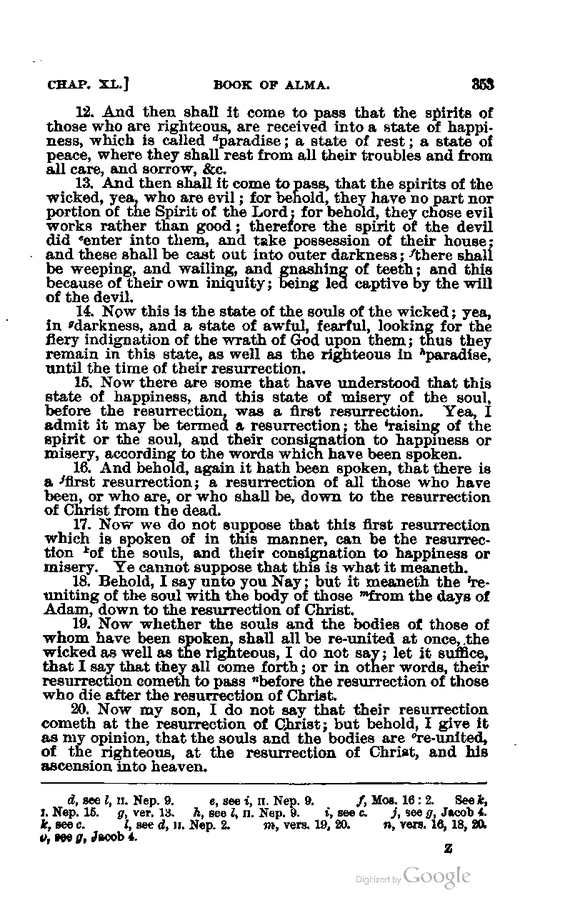 CHAP. XL.] BOOK OF ALMA. 353
12. And then shall it come to pass that the spirits of
those who are righteous, are received into a state of happi-
ness, which is called ᵈparadise; a state of rest; a state of
peace, where they shall rest from all their troubles and from
all care, and sorrow, &c.
13. And then shall it come to pass, that the spirits of the
wicked, yea, who are evil; for behold, they have no part nor
portion of the Spirit of the Lord; for behold, they chose evil
works rather than good; therefore the spirit of the devil
did ᵉenter into them, and take possession of their house;
and these shall be cast out into outer darkness; ᶠthere shall
be weeping, and wailing, and gnashing of teeth; and this
because of their own iniquity; being led captive by the will
of the devil.
14. Now this is the state of the souls of the wicked; yea,
in ᵍdarkness, and a state of awful, fearful, looking for the
fiery indignation of the wrath of God upon them; thus they
remain in this state, as well as the righteous in ʰparadise,
until the time of their resurrection.
15. Now there are some that have understood that this
state of happiness, and this state of misery of the soul,
before the resurrection, was a first resurrection. Yea, I
admit it may be termed a resurrection; the ⁱraising of the
spirit or the soul, and their consignation to happiness or
misery, according to the words which have been spoken.
16. And behold, again it hath been spoken, that there is
a ʲfirst resurrection; a resurrection of all those who have
been, or who are, or who shall be, down to the resurrection
of Christ from the dead.
17. Now we do not suppose that this first resurrection
which is spoken of in this manner, can be the resurrec-
tion ᵏof the souls, and their consignation to happiness or
misery. Ye cannot suppose that this is what it meaneth.
18. Behold, I say unto you Nay; but it meaneth the ˡre-
uniting of the soul with the body of those ᵐfrom the days of
Adam, down to the resurrection of Christ.
19. Now whether the souls and the bodies of those of
whom have been spoken, shall all be re-united at once, the
wicked as well as the righteous, I do not say; let it suffice,
that I say that they all come forth; or in other words, their
resurrection cometh to pass ⁿbefore the resurrection of those
who die after the resurrection of Christ.
20. Now my son, I do not say that their resurrection
cometh at the resurrection of Christ; but behold, I give it
as my opinion, that the souls and the bodies are ᵒre-united,
of the righteous, at the resurrection of Christ, and his
ascension into heaven.
d, see l, II. Nep. 9. e, see i, II. Nep. 9. f, Mos. 16:2. See k,
I. Nep. 15. g, ver. 13. h, see l, II. Nep. 9. i, see c. j, see g, Jacob 4.
k, see c. l, see d, II. Nep. 2. m, vers. 19, 20. n, vers. 16, 18, 20.
o, see g, Jacob 4.
Z
Digitized by Google